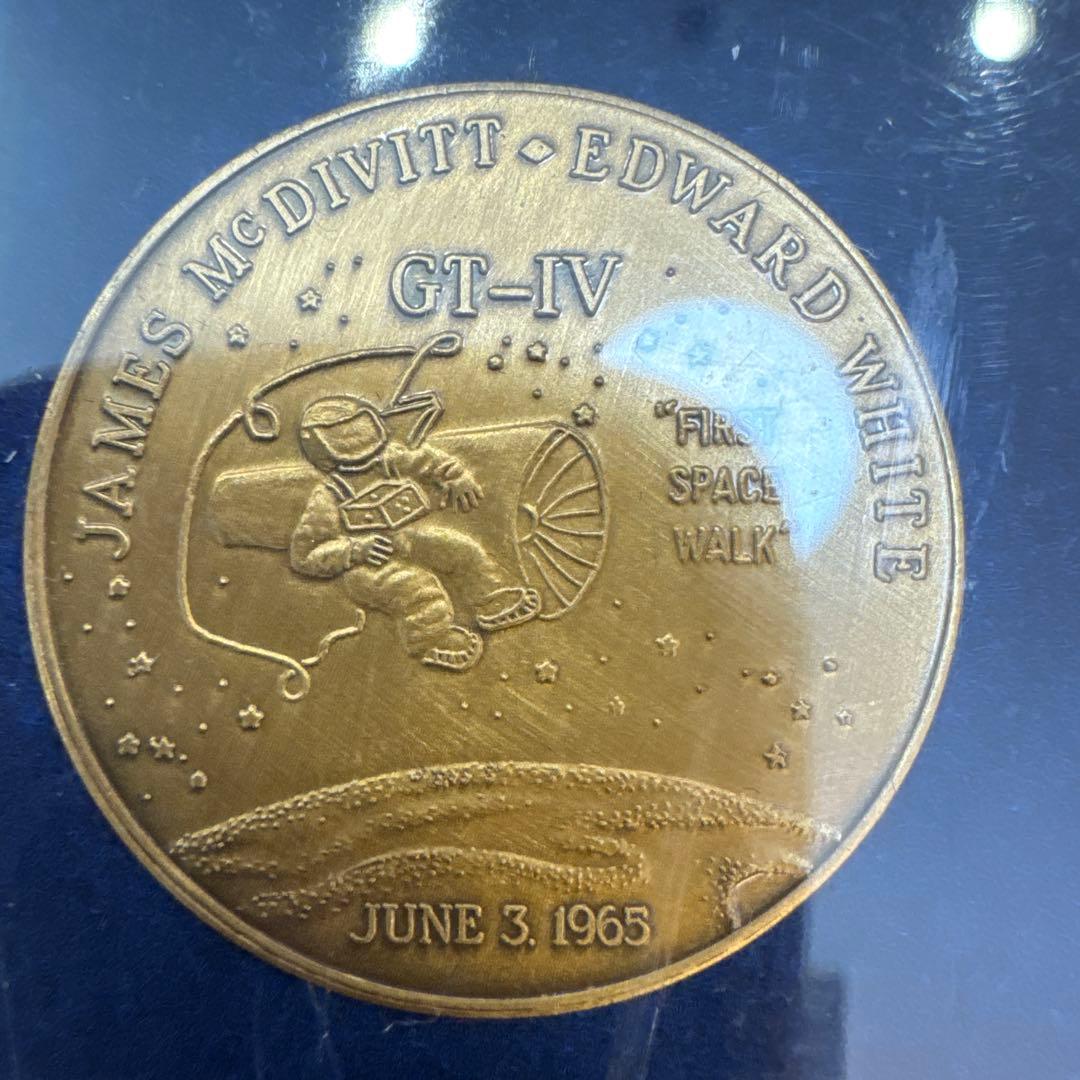 JAMES McDIVITT ◇ EDWARD WHITE
GT–IV
“FIRST
SPACE
WALK”
JUNE 3, 1965